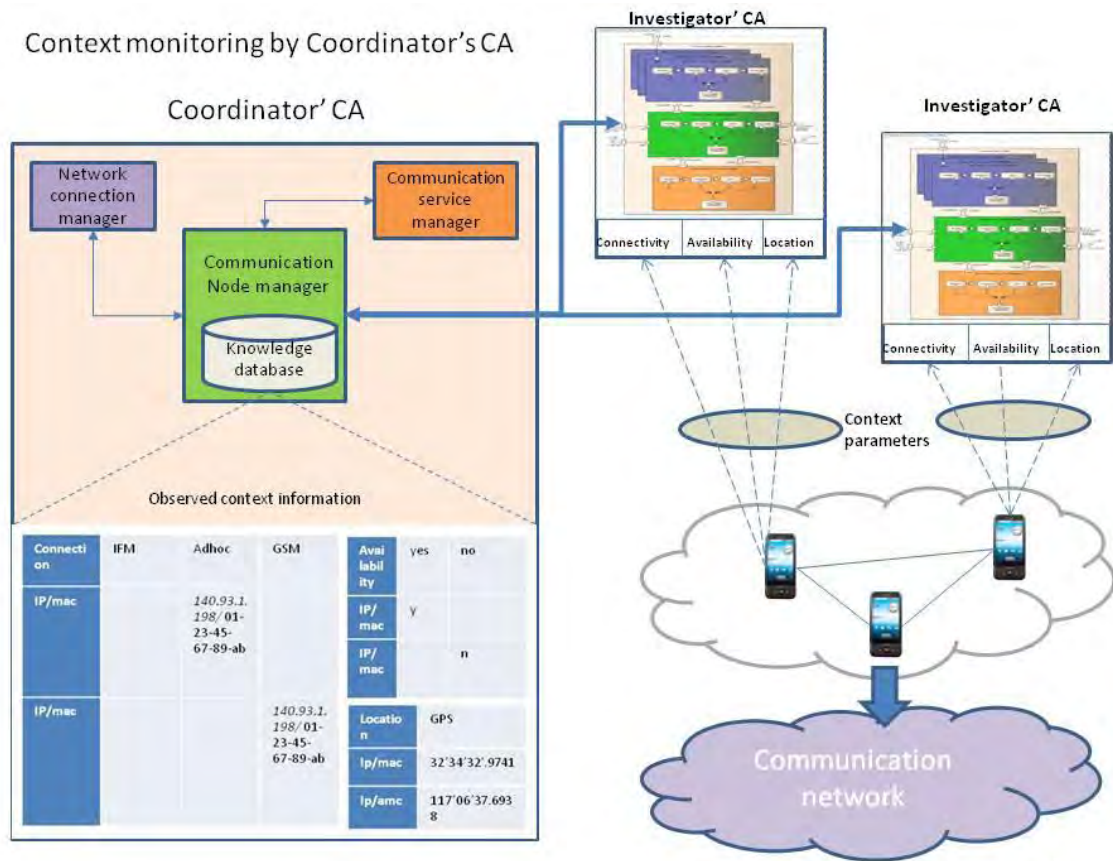 Context monitoring by Coordinator's CA
Coordinator' CA
Network
connection
manager
Communication
service
manager
Communication
Node manager
Knowledge
database
Observed context information
Connecti
on
IFM
Adhoc
GSM
IP/mac
140.93.1.
198/01-
23-45-
67-89-ab
IP/mac
140.93.1.
198/01-
23-45-
67-89-ab
Avai
labil
ity
yes
no
IP/
mac
y
IP/
mac
n
Locatio
n
GPS
Ip/mac
32'34'32'.9741
Ip/amc
117'06'37.693
8
Investigator' CA
Connectivity
Availability
Location
Investigator' CA
Connectivity
Availability
Location
Context
parameters
Communication
network